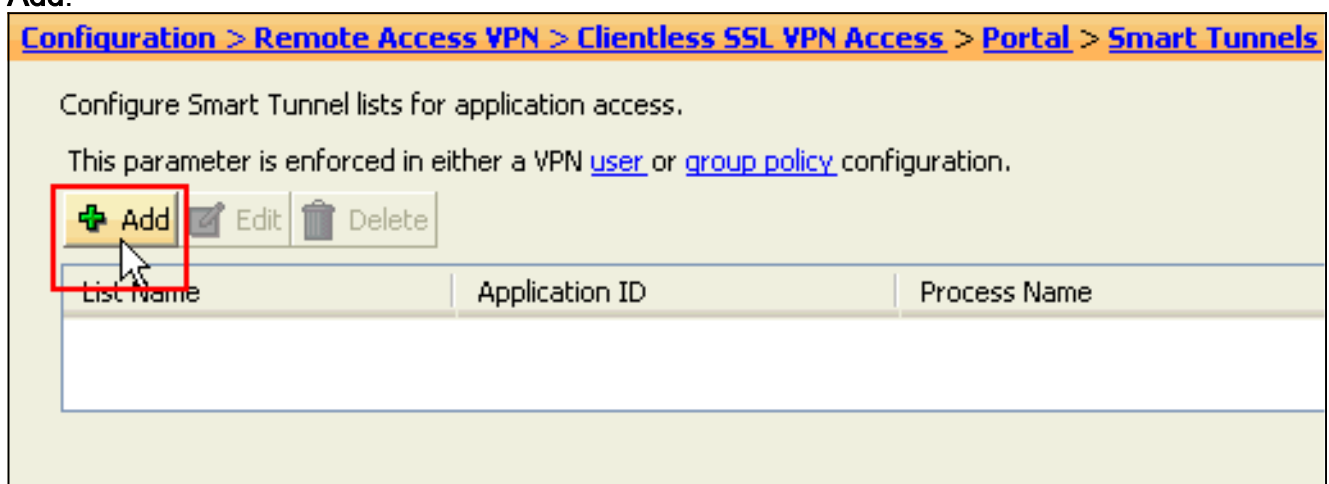 Add.
Configuration > Remote Access VPN > Clientless SSL VPN Access > Portal > Smart Tunnels
Configure Smart Tunnel lists for application access.
This parameter is enforced in either a VPN user or group policy configuration.
Add Edit Delete
List Name Application ID Process Name